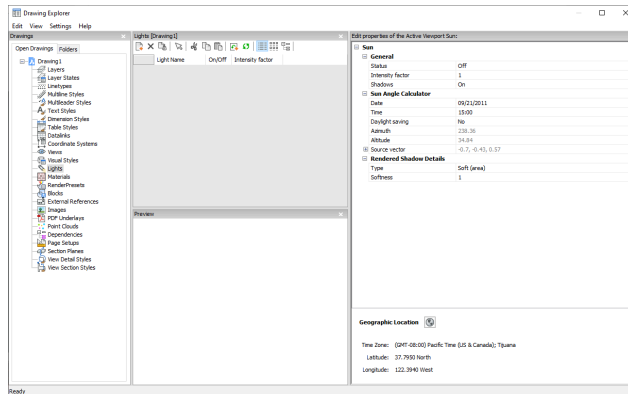 Drawing Explorer
Edit View Settings Help
Drawings
Open Drawings Folders
Drawing1
Layers
Layer States
Linetypes
Multiline Styles
Multileader Styles
Text Styles
Dimension Styles
Table Styles
Datalinks
Coordinate Systems
Views
Visual Styles
Lights
Materials
RenderPresets
Blocks
External References
Images
PDF Underlays
Point Clouds
Dependencies
Page Setups
Section Planes
View Detail Styles
View Section Styles
Lights [Drawing1]
Light Name On/Off Intensity factor
Preview
Edit properties of the Active Viewport Sun:
Sun
General
Status Off
Intensity factor 1
Shadows On
Sun Angle Calculator
Date 09/21/2011
Time 15:00
Daylight saving No
Azimuth 238.36
Altitude 34.84
Source vector -0.7, -0.43, 0.57
Rendered Shadow Details
Type Soft (area)
Softness 1
Geographic Location
Time Zone: (GMT-08:00) Pacific Time (US & Canada); Tijuana
Latitude: 37.7950 North
Longitude: 122.3940 West
Ready